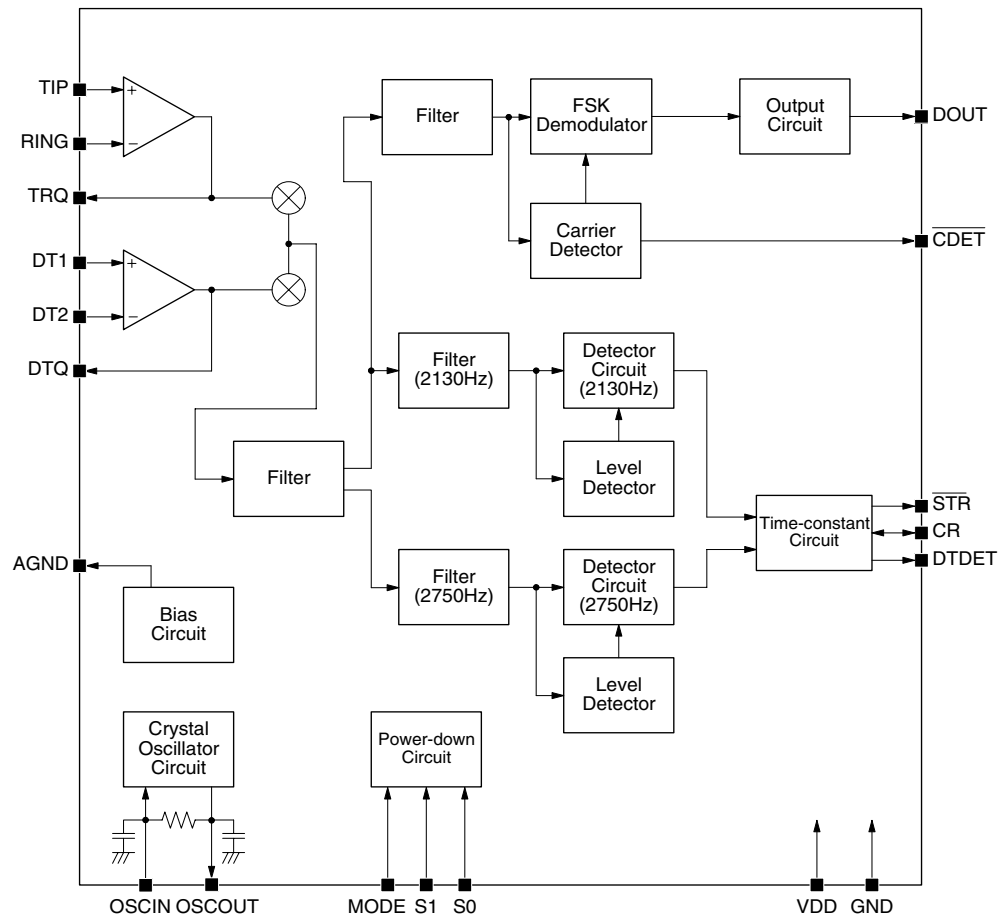 TIP
+
RING
−
TRQ
DT1
+
DT2
−
DTQ
Filter
FSK
Demodulator
Output
Circuit
DOUT
Carrier
Detector
CDET
Filter
(2130Hz)
Detector
Circuit
(2130Hz)
Level
Detector
Filter
Time-constant
Circuit
STR
CR
DTDET
AGND
Bias
Circuit
Filter
(2750Hz)
Detector
Circuit
(2750Hz)
Level
Detector
Crystal
Oscillator
Circuit
Power-down
Circuit
OSCIN OSCOUT MODE S1 S0 VDD GND